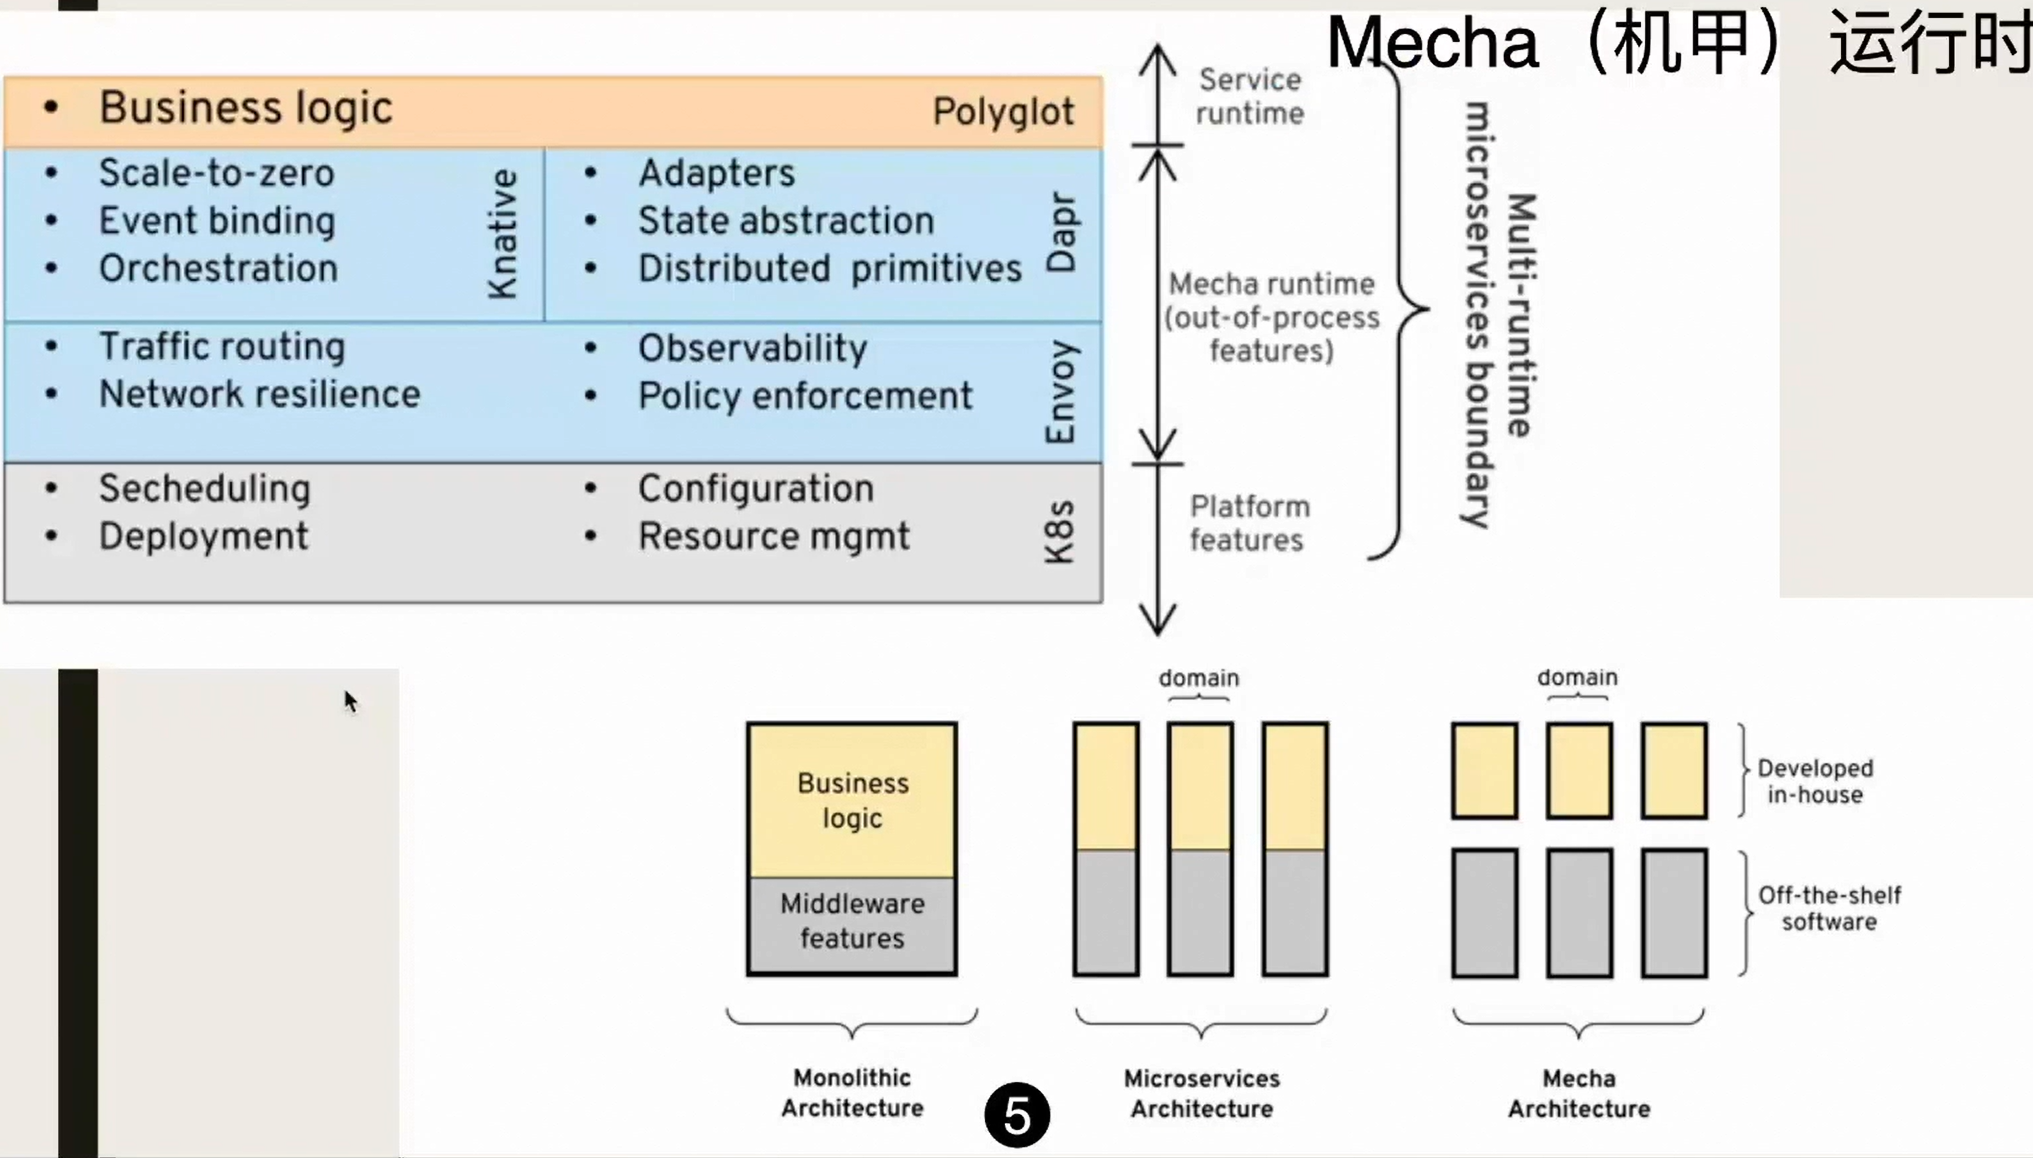 Mecha（机甲）运行时
Business logic
Polyglot
Scale-to-zero
Event binding
Orchestration
Knative
Adapters
State abstraction
Distributed primitives
Dapr
Traffic routing
Network resilience
Observability
Policy enforcement
Envoy
Secheduling
Deployment
Configuration
Resource mgmt
K8s
Service
runtime
Mecha runtime
(out-of-process
features)
Platform
features
Multi-runtime
microservices boundary
Business
logic
Middleware
features
Monolithic
Architecture
domain
Microservices
Architecture
domain
Developed
in-house
Off-the-shelf
software
Mecha
Architecture
5